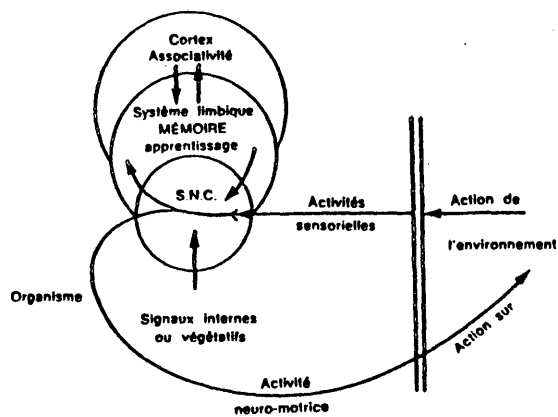 Cortex
Associativité
Système limbique
MÉMOIRE
apprentissage
S.N.C.
Activités
sensorielles
Action de
l'environnement
Organisme
Signaux internes
ou végétatifs
Action sur
Activité
neuro-motrice